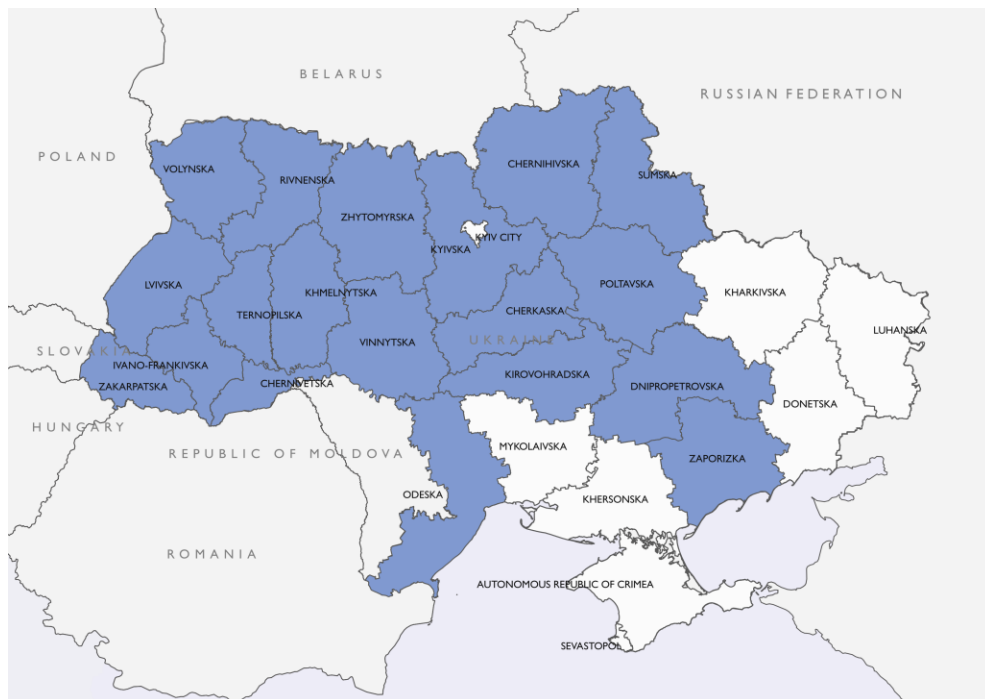 BELARUS
RUSSIAN FEDERATION
POLAND
VOLYNSKA
RIVNENSKA
CHERNIHIVSKA
SUMSKA
ZHYTOMYRSKA
KYIV CITY
KYIVSKA
LVIVSKA
KHMELNYTSKA
POLTAVSKA
KHARKIVSKA
TERNOPILSKA
CHERKASKA
LUHANSKA
UKRAINE
VINNYTSKA
SLOVAKIA
IVANO-FRANKIVSKA
KIROVOHRADSKA
ZAKARPATSKA
CHERNIVETSKA
DNIPROPETROVSKA
DONETSKA
HUNGARY
REPUBLIC OF MOLDOVA
MYKOLAIVSKA
ZAPORIZKA
ODESKA
KHERSONSKA
ROMANIA
AUTONOMOUS REPUBLIC OF CRIMEA
SEVASTOPOL